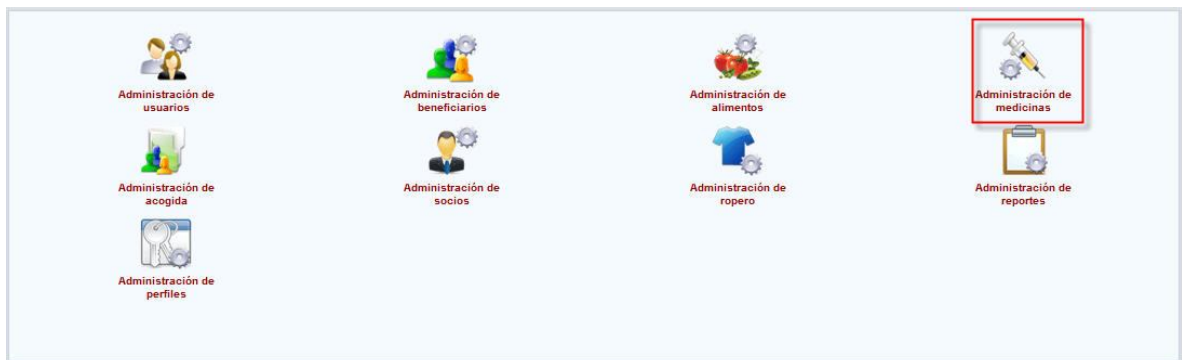 Administración de
usuarios
Administración de
beneficiarios
Administración de
alimentos
Administración de
medicinas
Administración de
acogida
Administración de
socios
Administración de
ropero
Administración de
reportes
Administración de
perfiles